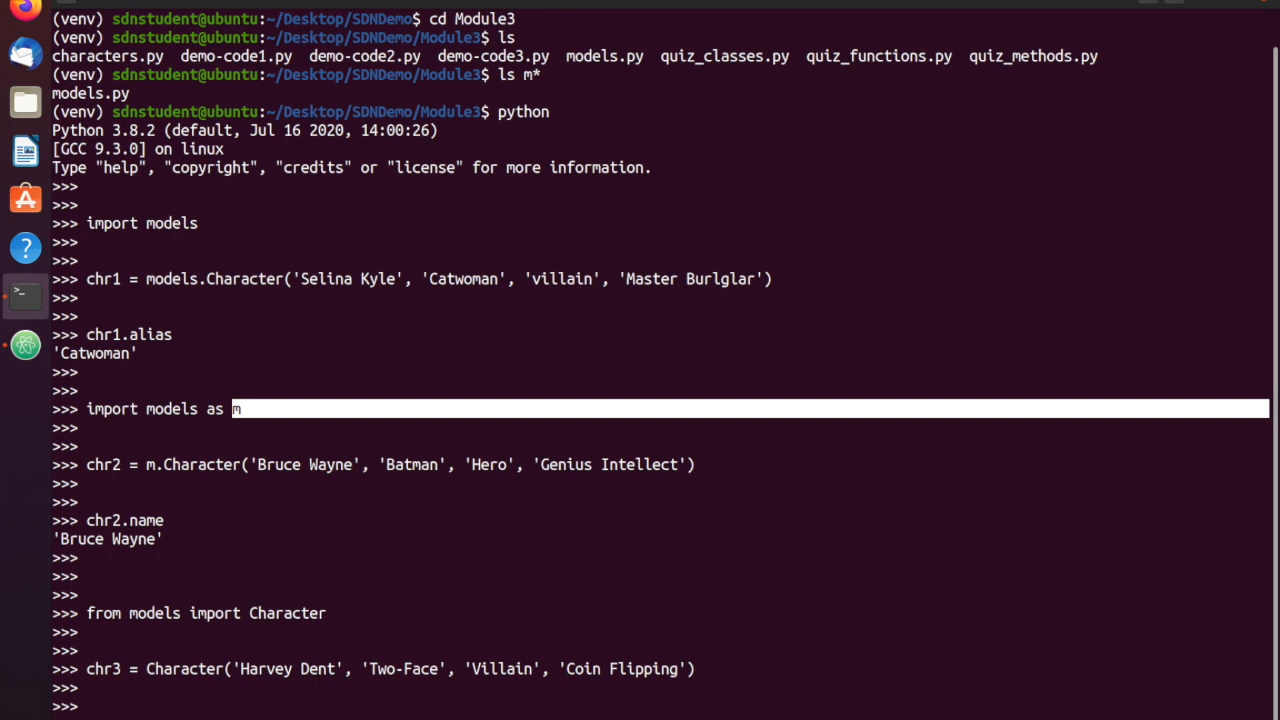 (venv) sdnstudent@ubuntu:~/Desktop/SDNDemo$ cd Module3
(venv) sdnstudent@ubuntu:~/Desktop/SDNDemo/Module3$ ls
characters.py  demo-code1.py  demo-code2.py  demo-code3.py  models.py  quiz_classes.py  quiz_functions.py  quiz_methods.py
(venv) sdnstudent@ubuntu:~/Desktop/SDNDemo/Module3$ ls m*
models.py
(venv) sdnstudent@ubuntu:~/Desktop/SDNDemo/Module3$ python
Python 3.8.2 (default, Jul 16 2020, 14:00:26)
[GCC 9.3.0] on linux
Type "help", "copyright", "credits" or "license" for more information.
>>>
>>>
>>> import models
>>>
>>>
>>> chr1 = models.Character('Selina Kyle', 'Catwoman', 'villain', 'Master Burlglar')
>>>
>>>
>>> chr1.alias
'Catwoman'
>>>
>>>
>>> import models as m
>>>
>>>
>>> chr2 = m.Character('Bruce Wayne', 'Batman', 'Hero', 'Genius Intellect')
>>>
>>>
>>> chr2.name
'Bruce Wayne'
>>>
>>>
>>>
>>> from models import Character
>>>
>>>
>>> chr3 = Character('Harvey Dent', 'Two-Face', 'Villain', 'Coin Flipping')
>>>
>>>